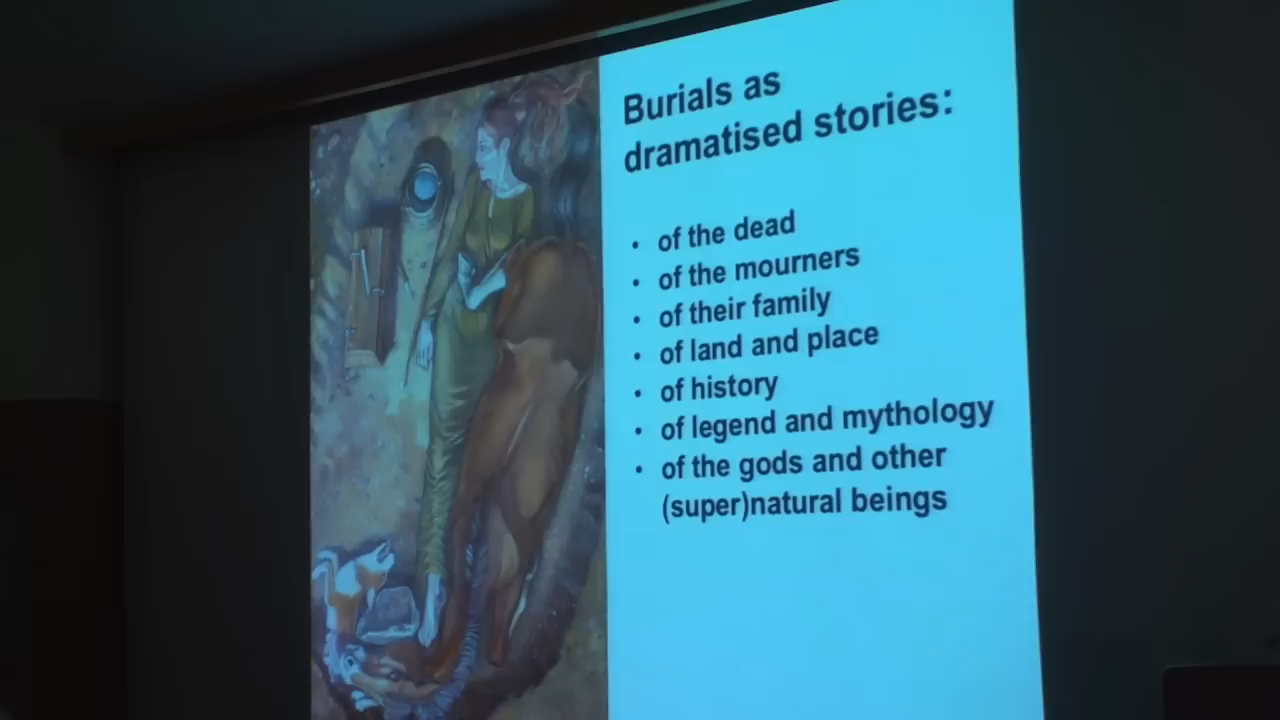 Burials as
dramatised stories:
• of the dead
• of the mourners
• of their family
• of land and place
• of history
• of legend and mythology
• of the gods and other
(super)natural beings